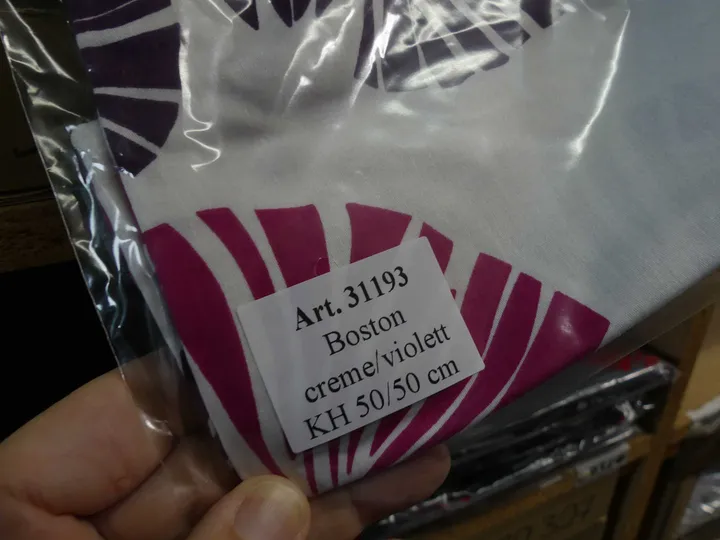 Art. 31193
Boston
creme/violett
KH 50/50 cm